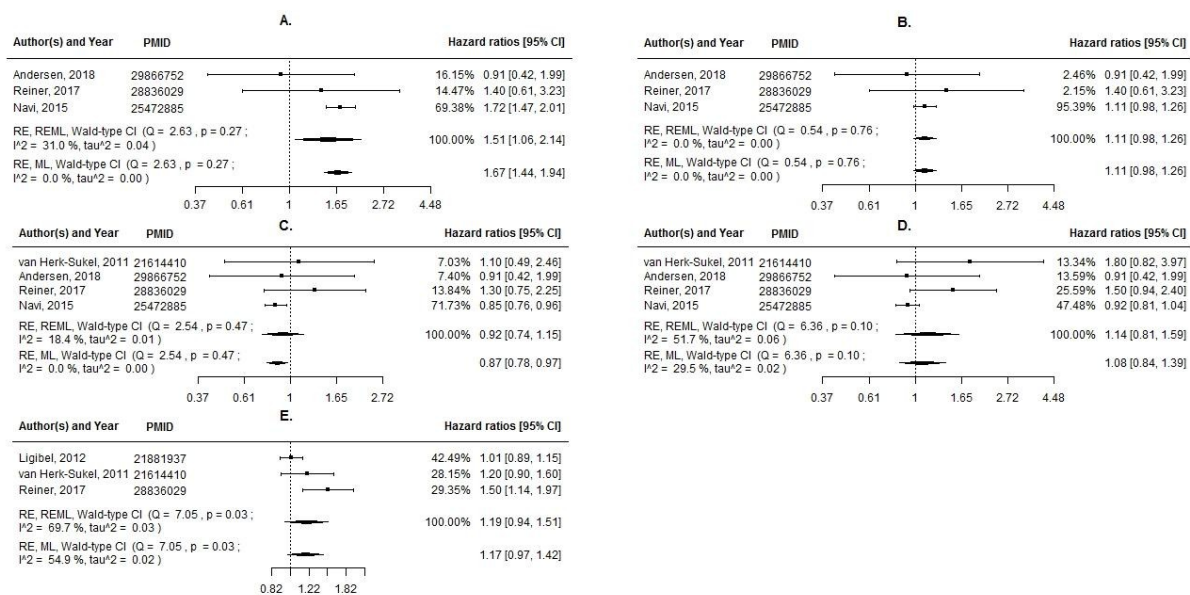 A.
Author(s) and Year PMID Hazard ratios [95% CI]
Andersen, 2018 29866752 16.15% 0.91 [0.42, 1.99]
Reiner, 2017 28836029 14.47% 1.40 [0.61, 3.23]
Navi, 2015 25472885 69.38% 1.72 [1.47, 2.01]
RE, REML, Wald-type CI (Q = 2.63 , p = 0.27 ;
I^2 = 31.0 %, tau^2 = 0.04 ) 100.00% 1.51 [1.06, 2.14]
RE, ML, Wald-type CI (Q = 2.63 , p = 0.27 ;
I^2 = 0.0 %, tau^2 = 0.00 ) 1.67 [1.44, 1.94]
0.37 0.61 1 1.65 2.72 4.48
B.
Author(s) and Year PMID Hazard ratios [95% CI]
Andersen, 2018 29866752 2.46% 0.91 [0.42, 1.99]
Reiner, 2017 28836029 2.15% 1.40 [0.61, 3.23]
Navi, 2015 25472885 95.39% 1.11 [0.98, 1.26]
RE, REML, Wald-type CI (Q = 0.54 , p = 0.76 ;
I^2 = 0.0 %, tau^2 = 0.00 ) 100.00% 1.11 [0.98, 1.26]
RE, ML, Wald-type CI (Q = 0.54 , p = 0.76 ;
I^2 = 0.0 %, tau^2 = 0.00 ) 1.11 [0.98, 1.26]
0.37 0.61 1 1.65 2.72 4.48
C.
Author(s) and Year PMID Hazard ratios [95% CI]
van Herk-Sukel, 2011 21614410 7.03% 1.10 [0.49, 2.46]
Andersen, 2018 29866752 7.40% 0.91 [0.42, 1.99]
Reiner, 2017 28836029 13.84% 1.30 [0.75, 2.25]
Navi, 2015 25472885 71.73% 0.85 [0.76, 0.96]
RE, REML, Wald-type CI (Q = 2.54 , p = 0.47 ;
I^2 = 18.4 %, tau^2 = 0.01 ) 100.00% 0.92 [0.74, 1.15]
RE, ML, Wald-type CI (Q = 2.54 , p = 0.47 ;
I^2 = 0.0 %, tau^2 = 0.00 ) 0.87 [0.78, 0.97]
0.37 0.61 1 1.65 2.72
D.
Author(s) and Year PMID Hazard ratios [95% CI]
van Herk-Sukel, 2011 21614410 13.34% 1.80 [0.82, 3.97]
Andersen, 2018 29866752 13.59% 0.91 [0.42, 1.99]
Reiner, 2017 28836029 25.59% 1.50 [0.94, 2.40]
Navi, 2015 25472885 47.48% 0.92 [0.81, 1.04]
RE, REML, Wald-type CI (Q = 6.36 , p = 0.10 ;
I^2 = 51.7 %, tau^2 = 0.06 ) 100.00% 1.14 [0.81, 1.59]
RE, ML, Wald-type CI (Q = 6.36 , p = 0.10 ;
I^2 = 29.5 %, tau^2 = 0.02 ) 1.08 [0.84, 1.39]
0.37 0.61 1 1.65 2.72 4.48
E.
Author(s) and Year PMID Hazard ratios [95% CI]
Ligibel, 2012 21881937 42.49% 1.01 [0.89, 1.15]
van Herk-Sukel, 2011 21614410 28.15% 1.20 [0.90, 1.60]
Reiner, 2017 28836029 29.35% 1.50 [1.14, 1.97]
RE, REML, Wald-type CI (Q = 7.05 , p = 0.03 ;
I^2 = 69.7 %, tau^2 = 0.03 ) 100.00% 1.19 [0.94, 1.51]
RE, ML, Wald-type CI (Q = 7.05 , p = 0.03 ;
I^2 = 54.9 %, tau^2 = 0.02 ) 1.17 [0.97, 1.42]
0.82 1.22 1.82